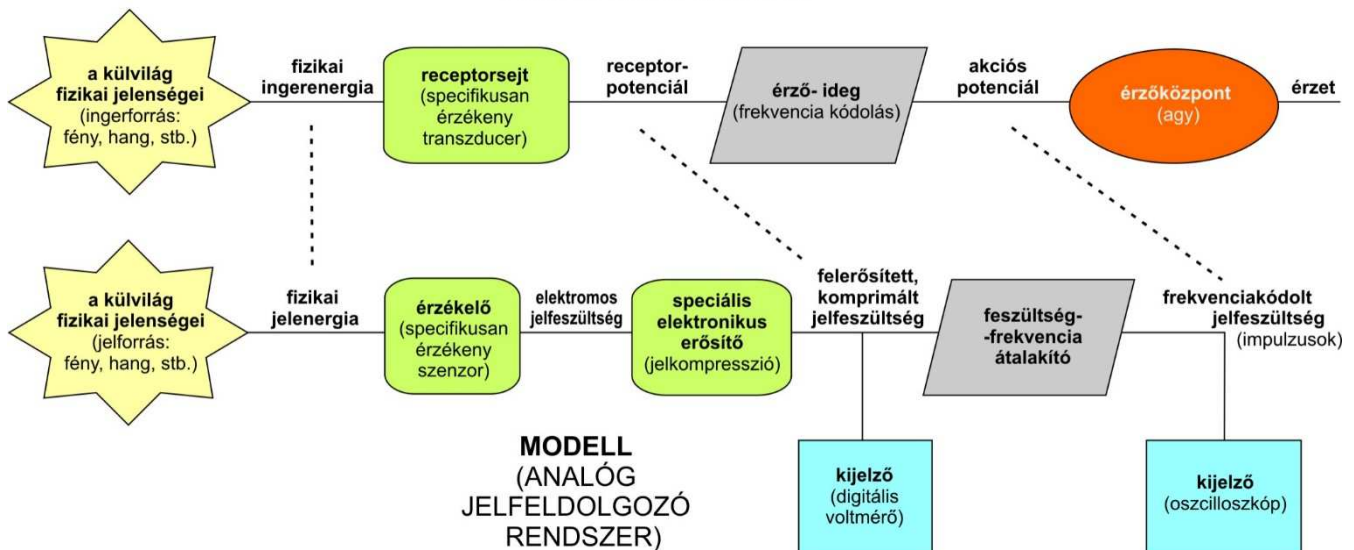 a külvilág
fizikai jelenségei
(ingerforrás:
fény, hang, stb.)
fizikai
ingerenergia
receptorsejt
(specifikusan
érzékeny
transzducer)
receptor-
potenciál
érző- ideg
(frekvencia kódolás)
akciós
potenciál
érzőközpont
(agy)
érzet
a külvilág
fizikai jelenségei
(jelforrás:
fény, hang, stb.)
fizikai
jelenergia
érzékelő
(specifikusan
érzékeny
szenzor)
elektromos
jelfeszültség
speciális
elektronikus
erősítő
(jelkompresszió)
felerősített,
komprimált
jelfeszültség
feszültség-
-frekvencia
átalakító
frekvenciakódolt
jelfeszültség
(impulzusok)
MODELL
(ANALÓG
JELFELDOLGOZÓ
RENDSZER)
kijelző
(digitális
voltmérő)
kijelző
(oszcilloszkóp)